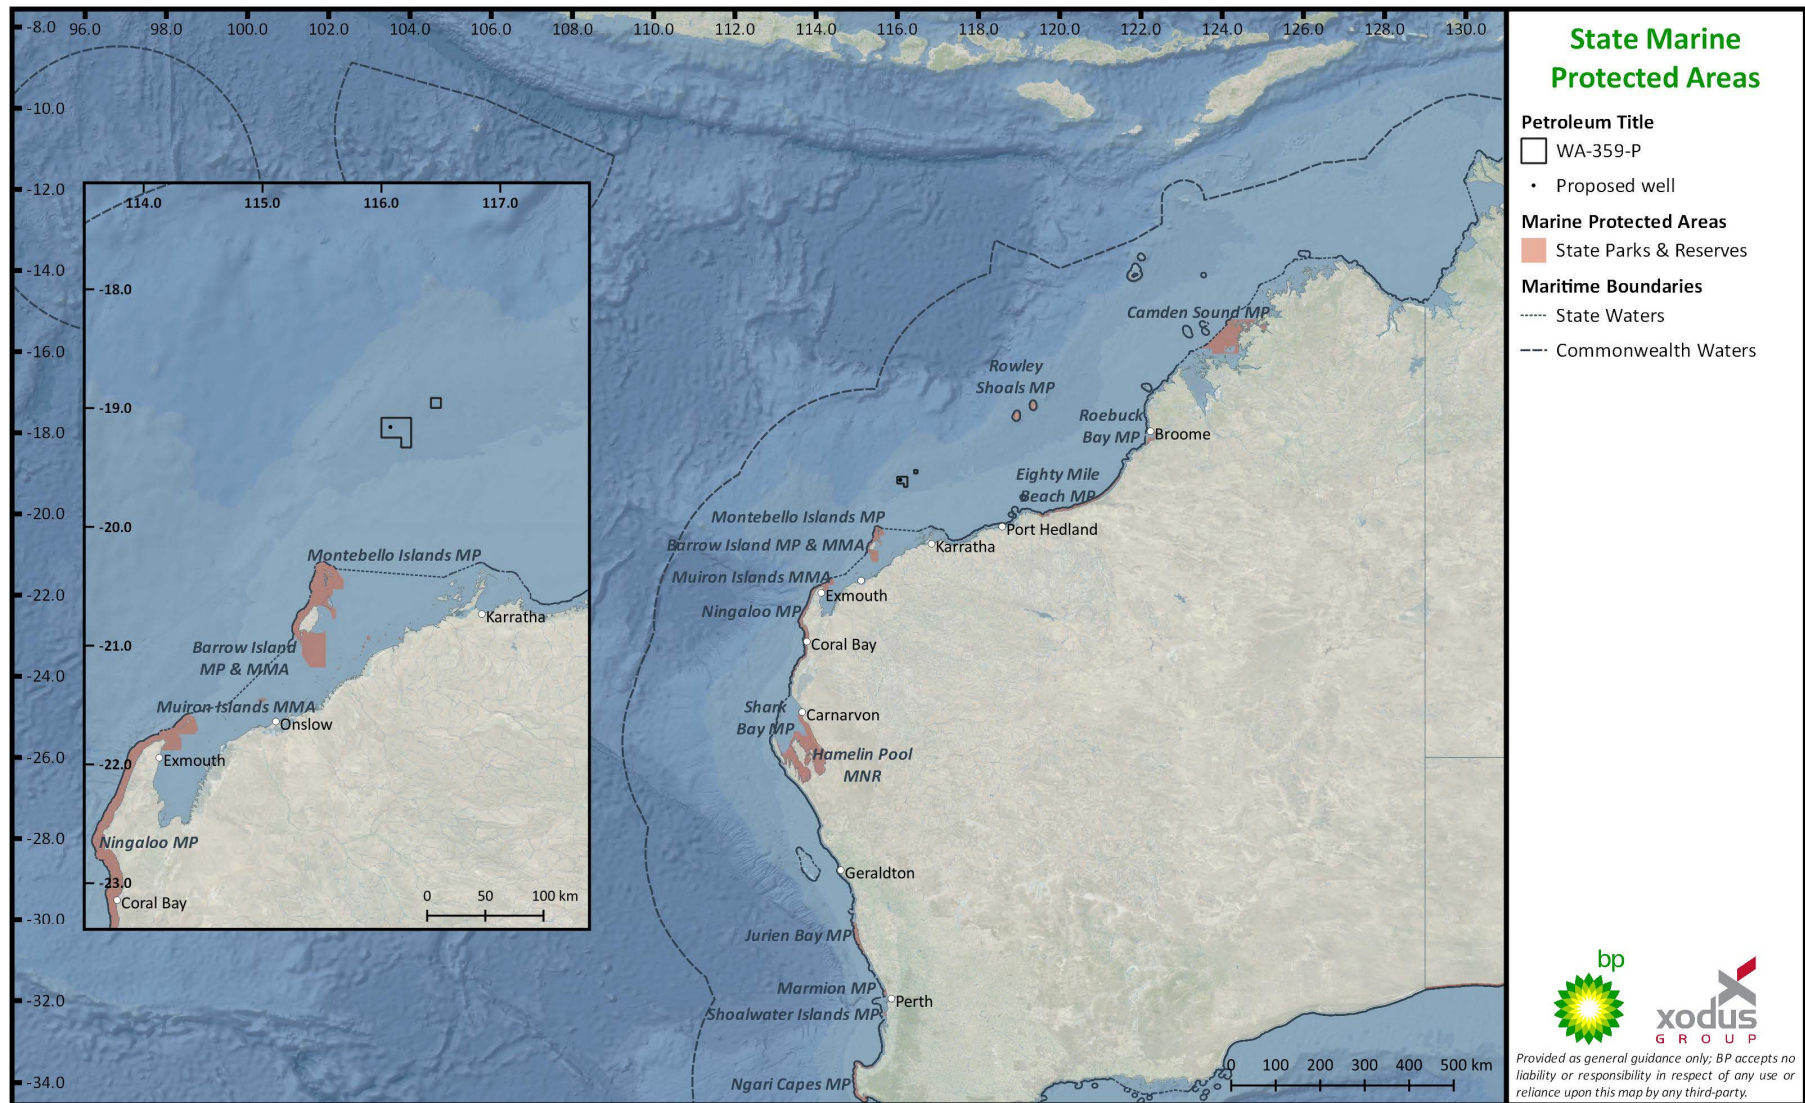 -8.0
96.0 98.0 100.0 102.0 104.0 106.0 108.0 110.0 112.0 114.0 116.0 118.0 120.0 122.0 124.0 126.0 128.0 130.0
-10.0
-12.0
-14.0
-16.0
-18.0
-20.0
-22.0
-24.0
-26.0
-28.0
-30.0
-32.0
-34.0
114.0 115.0 116.0 117.0
-18.0
-19.0
-20.0
-21.0
-22.0
-23.0
Montebello Islands MP
Karratha
Barrow Island
MP & MMA
Muiron Islands MMA
Onslow
Exmouth
Ningaloo MP
Coral Bay
0 50 100 km
Camden Sound MP
Rowley
Shoals MP
Roebuck
Bay MP
Broome
Eighty Mile
Beach MP
Montebello Islands MP
Port Hedland
Barrow Island MP & MMA
Karratha
Muiron Islands MMA
Exmouth
Ningaloo MP
Coral Bay
Shark
Bay MP
Carnarvon
Hamelin Pool
MNR
Geraldton
Jurien Bay MP
Marmion MP
Perth
Shoalwater Islands MP
Ngari Capes MP
0 100 200 300 400 500 km
State Marine
Protected Areas
Petroleum Title
WA-359-P
Proposed well
Marine Protected Areas
State Parks & Reserves
Maritime Boundaries
State Waters
Commonwealth Waters
bp
xodus
GROUP
Provided as general guidance only; BP accepts no
liability or responsibility in respect of any use or
reliance upon this map by any third-party.